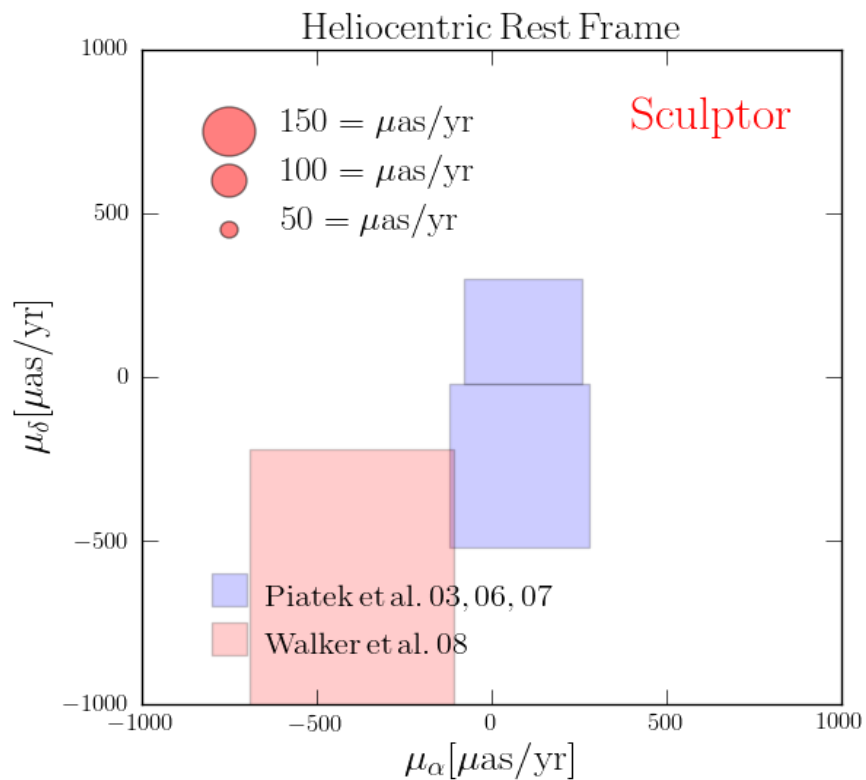 Heliocentric Rest Frame
Sculptor
150 = μas/yr
100 = μas/yr
50 = μas/yr
1000
500
0
−500
−1000
μδ[μas/yr]
Piatek et al. 03, 06, 07
Walker et al. 08
−1000 −500 0 500 1000
μα[μas/yr]